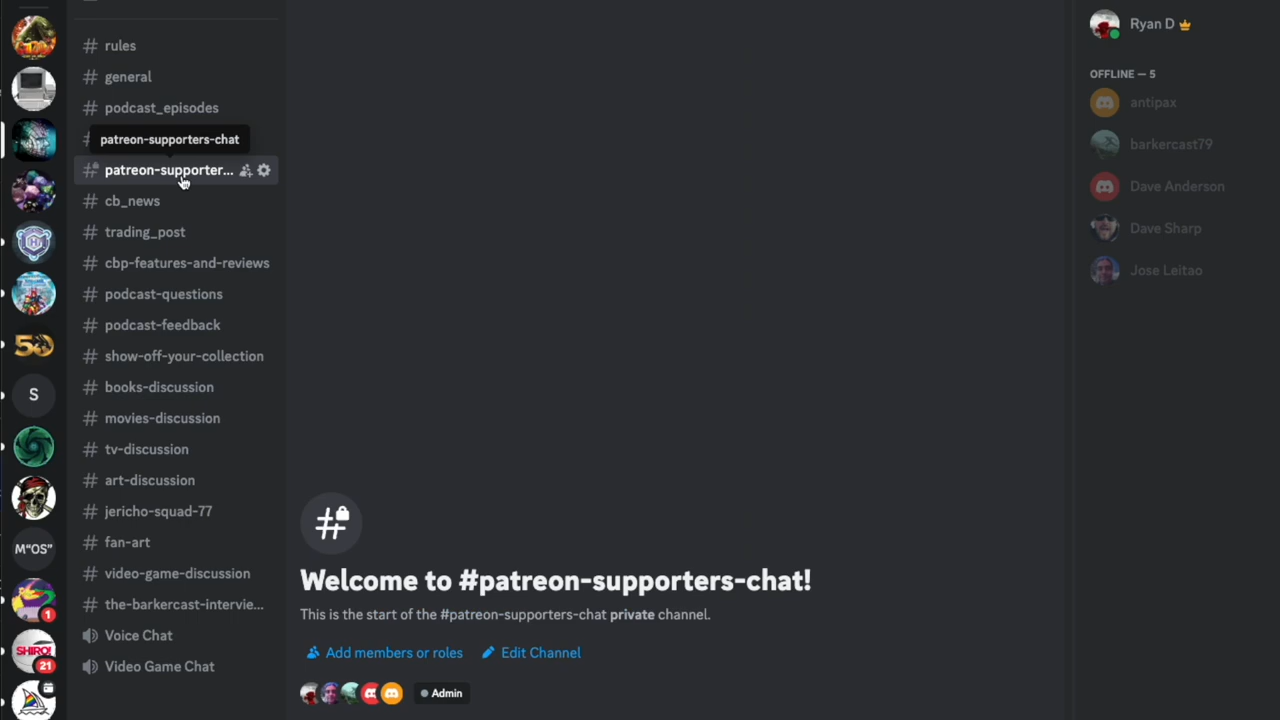 rules
general
podcast_episodes
patreon-supporters-chat
patreon-supporter...
cb_news
trading_post
cbp-features-and-reviews
podcast-questions
podcast-feedback
show-off-your-collection
books-discussion
movies-discussion
tv-discussion
art-discussion
jericho-squad-77
fan-art
video-game-discussion
the-barkercast-intervie...
Voice Chat
Video Game Chat
50
S
M"OS"
1
SHIRO!
21
Welcome to #patreon-supporters-chat!
This is the start of the #patreon-supporters-chat private channel.
Add members or roles Edit Channel
Admin
Ryan D
OFFLINE — 5
antipax
barkercast79
Dave Anderson
Dave Sharp
Jose Leitao